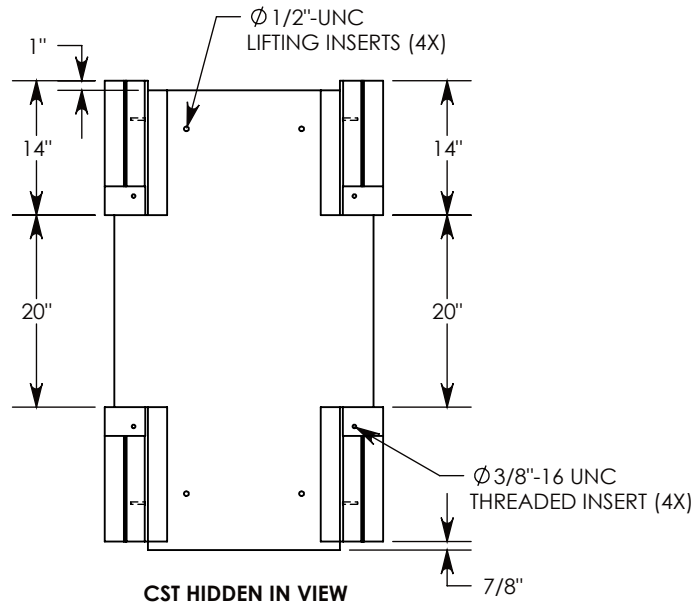 Ø 1/2"-UNC
LIFTING INSERTS (4X)
1"
14"
14"
20"
20"
Ø 3/8"-16 UNC
THREADED INSERT (4X)
7/8"
CST HIDDEN IN VIEW